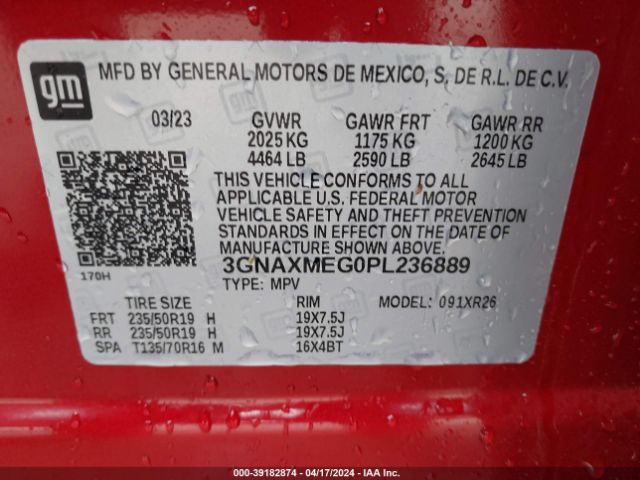 gm
MFD BY GENERAL MOTORS DE MEXICO, S, DE R.L. DE C.V.
03/23 GVWR GAWR FRT GAWR RR
2025 KG 1175 KG 1200 KG
4464 LB 2590 LB 2645 LB
THIS VEHICLE CONFORMS TO ALL
APPLICABLE U.S. FEDERAL MOTOR
VEHICLE SAFETY AND THEFT PREVENTION
STANDARDS IN EFFECT ON THE DATE OF
MANUFACTURE SHOWN ABOVE.
3GNAXMEG0PL236889
170H
TYPE: MPV
TIRE SIZE RIM MODEL: 091XR26
FRT 235/50R19 H 19X7.5J
RR 235/50R19 H 19X7.5J
SPA T135/70R16 M 16X4BT
000-39182874 | 04/17/2024 | IAAI.com